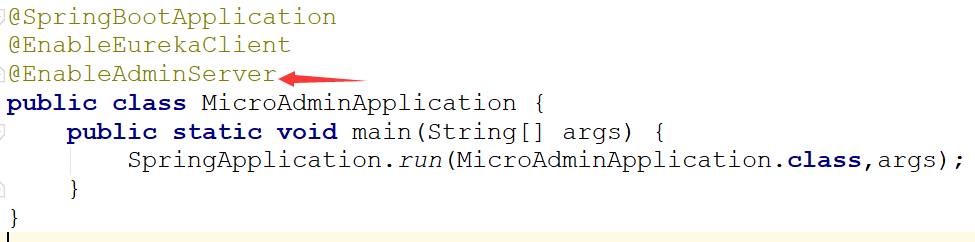 @SpringBootApplication
@EnableEurekaClient
@EnableAdminServer
public class MicroAdminApplication {
    public static void main(String[] args) {
        SpringApplication.run(MicroAdminApplication.class,args);
    }
}